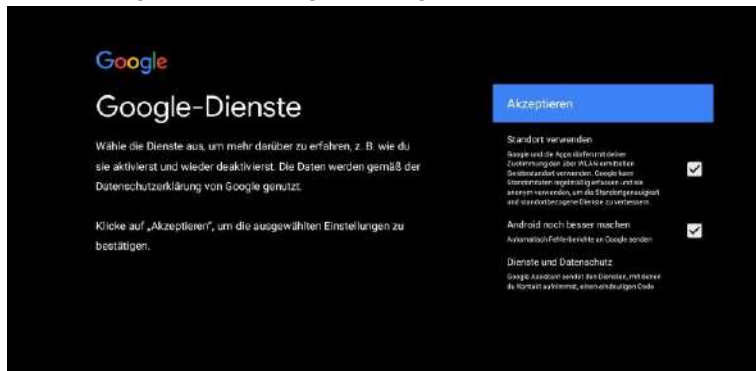 Google
Google-Dienste
Wähle die Dienste aus, um mehr darüber zu erfahren, z. B. wie du
sie aktivierst und wieder deaktivierst. Die Daten werden gemäß der
Datenschutzerklärung von Google genutzt.
Klicke auf „Akzeptieren“, um die ausgewählten Einstellungen zu
bestätigen.
Akzeptieren
Standort verwenden
Google und die Apps dürfen mit deiner
Zustimmung den über WLAN ermittelten
Gerätestandort verwenden. Google kann
Standortdaten regelmäßig erfassen und sie
anonym verwenden, um die Standortgenauigkeit
und standortbezogene Dienste zu verbessern.
Android noch besser machen
Automatisch Fehlerberichte an Google senden
Dienste und Datenschutz
Google Assistant sendet den Diensten, mit denen
du Kontakt aufnimmst, einen eindeutigen Code